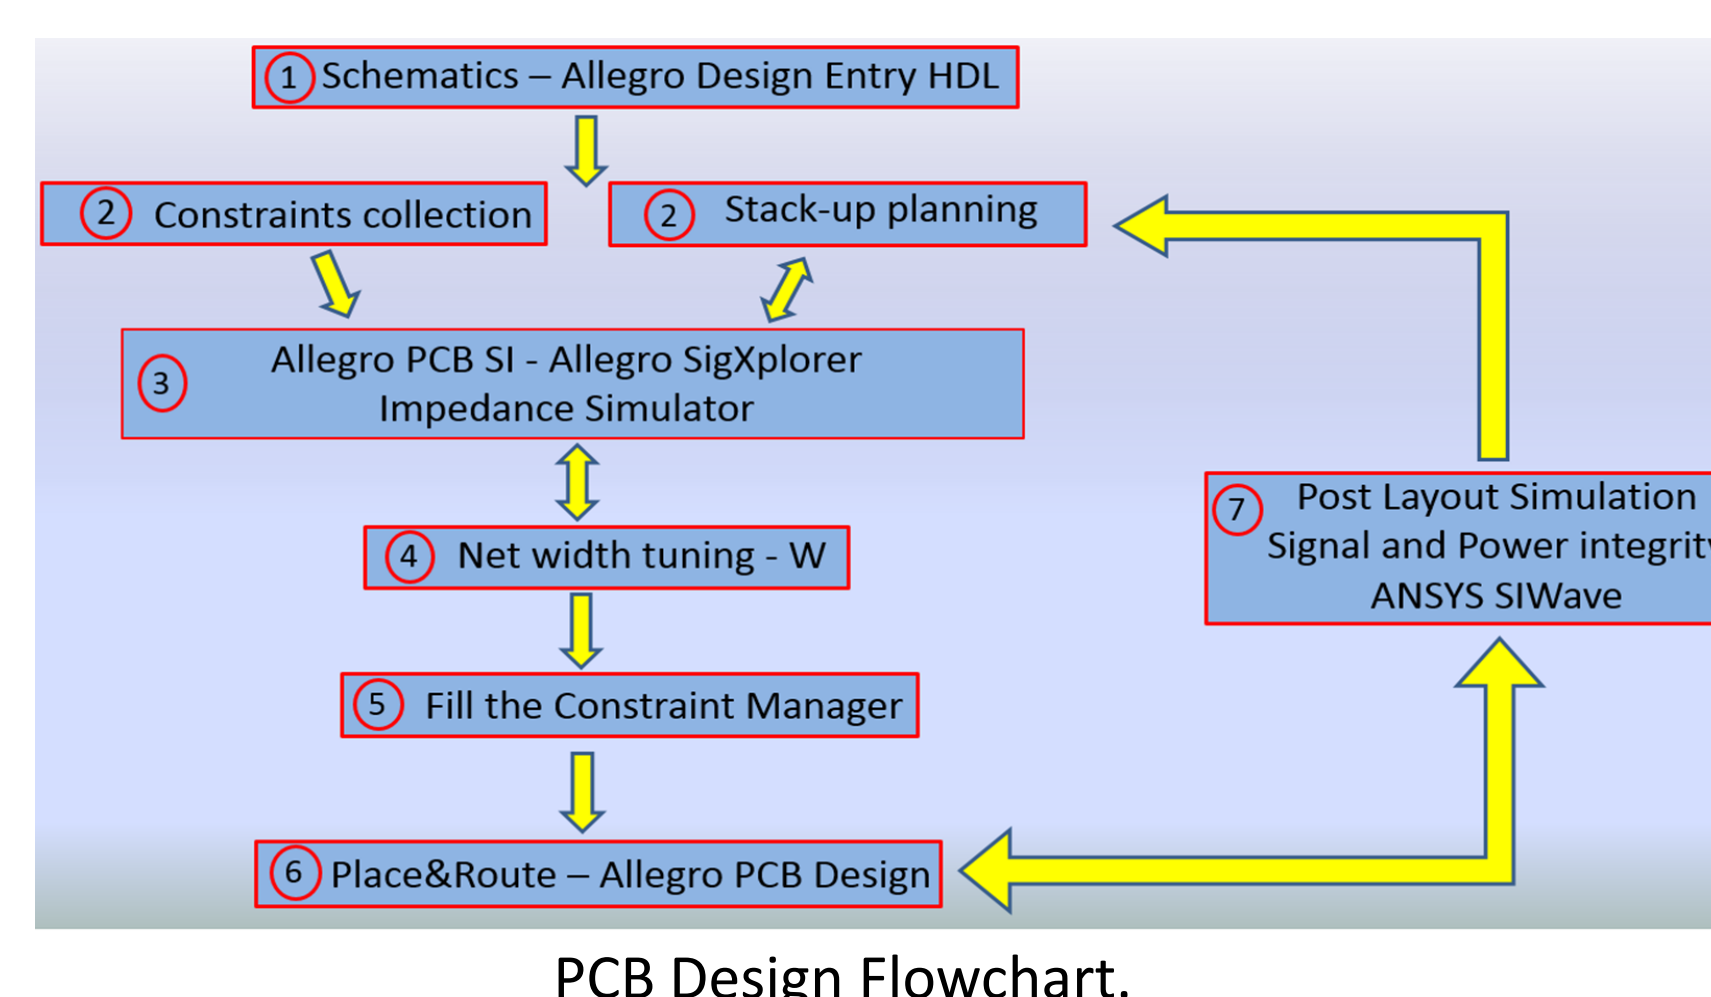 1 Schematics – Allegro Design Entry HDL
2 Constraints collection
2 Stack-up planning
3 Allegro PCB SI - Allegro SigXplorer
Impedance Simulator
4 Net width tuning - W
7 Post Layout Simulation
Signal and Power integrity
ANSYS SIWave
5 Fill the Constraint Manager
6 Place&Route – Allegro PCB Design
PCB Design Flowchart.